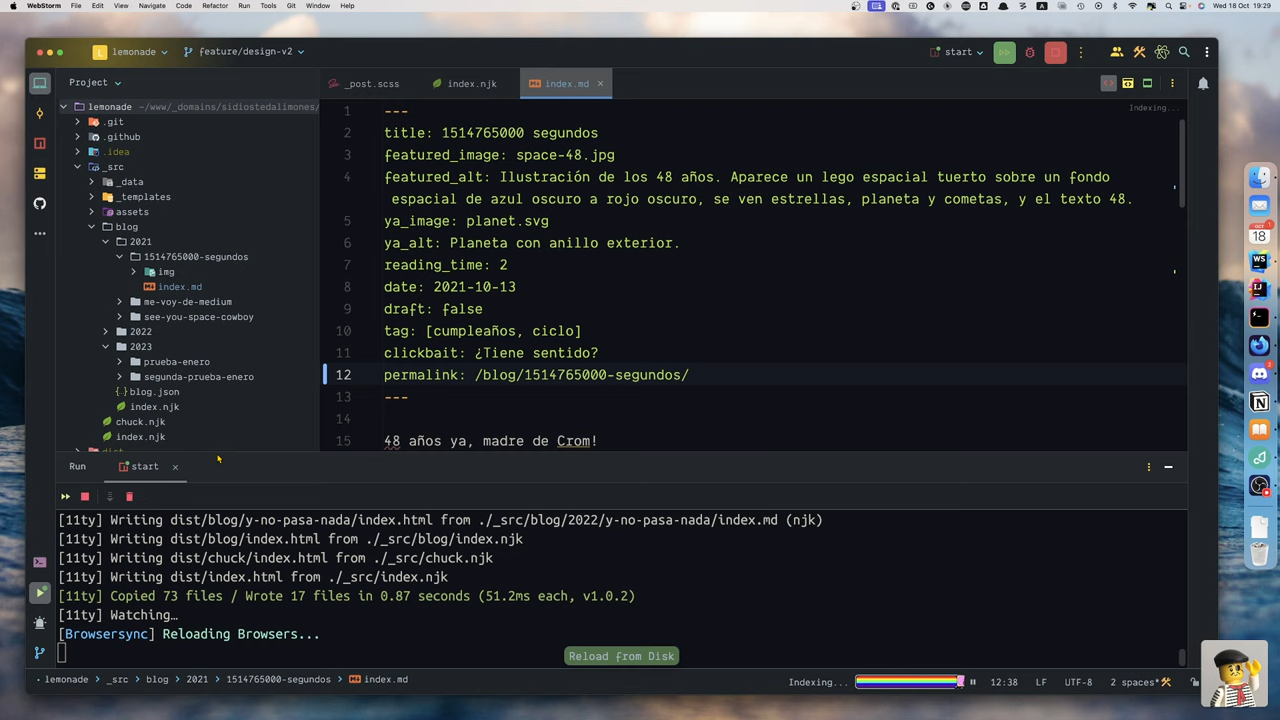 WebStorm File Edit View Navigate Code Refactor Run Tools Git Window Help
Wed 18 Oct 19:29
L lemonade feature/design-v2 start
Project
_post.scss index.njk index.md
lemonade ~/www/_domains/sidiostedalimones/
.git
.github
.idea
_src
_data
_templates
assets
blog
2021
1514765000-segundos
img
index.md
me-voy-de-medium
see-you-space-cowboy
2022
2023
prueba-enero
segunda-prueba-enero
blog.json
index.njk
chuck.njk
index.njk
dist
Indexing...
1 ---
2 title: 1514765000 segundos
3 featured_image: space-48.jpg
4 featured_alt: Ilustración de los 48 años. Aparece un lego espacial tuerto sobre un fondo
espacial de azul oscuro a rojo oscuro, se ven estrellas, planeta y cometas, y el texto 48.
5 ya_image: planet.svg
6 ya_alt: Planeta con anillo exterior.
7 reading_time: 2
8 date: 2021-10-13
9 draft: false
10 tag: [cumpleaños, ciclo]
11 clickbait: ¿Tiene sentido?
12 permalink: /blog/1514765000-segundos/
13 ---
14
15 48 años ya, madre de Crom!
Run start
[11ty] Writing dist/blog/y-no-pasa-nada/index.html from ./_src/blog/2022/y-no-pasa-nada/index.md (njk)
[11ty] Writing dist/blog/index.html from ./_src/blog/index.njk
[11ty] Writing dist/chuck/index.html from ./_src/chuck.njk
[11ty] Writing dist/index.html from ./_src/index.njk
[11ty] Copied 73 files / Wrote 17 files in 0.87 seconds (51.2ms each, v1.0.2)
[11ty] Watching…
[Browsersync] Reloading Browsers...
Reload from Disk
lemonade _src blog 2021 1514765000-segundos index.md
Indexing... 12:38 LF UTF-8 2 spaces*
18
WS